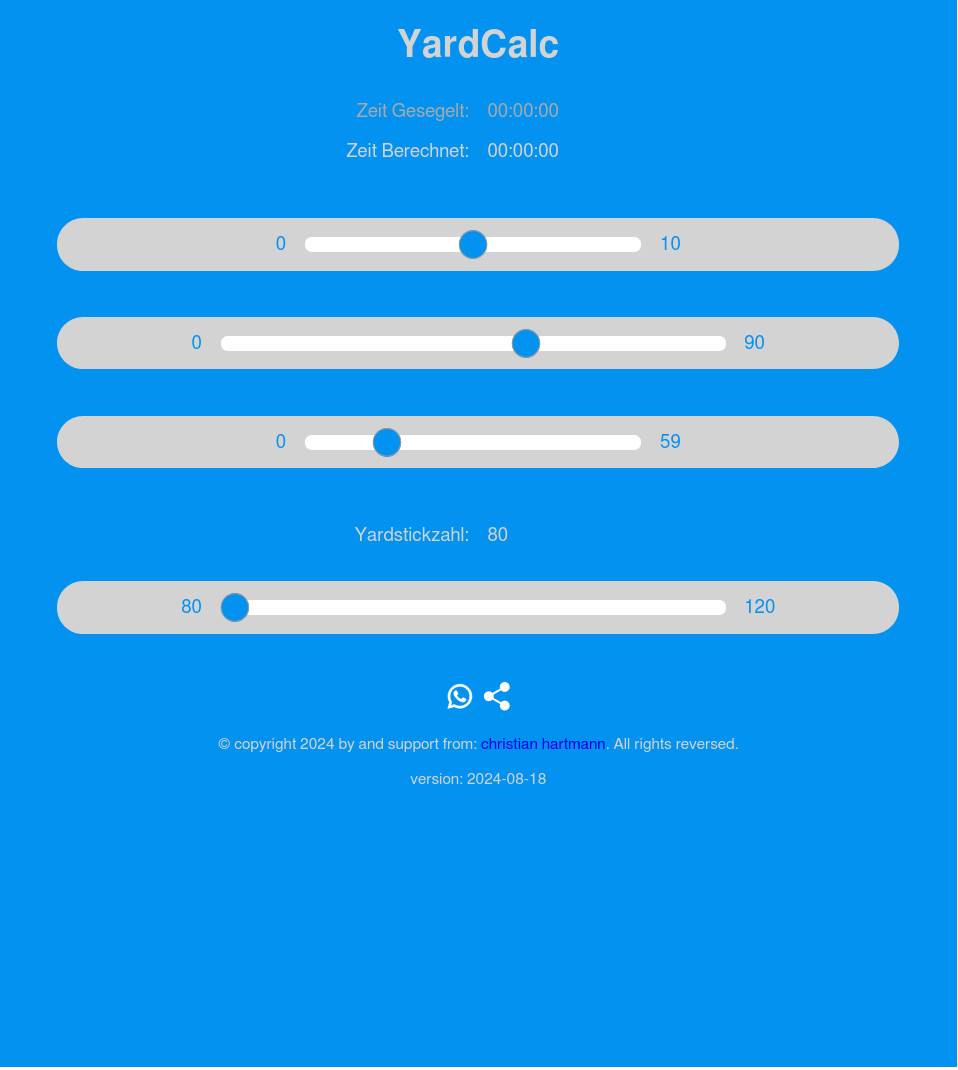 YardCalc
Zeit Gesegelt: 00:00:00
Zeit Berechnet: 00:00:00
0 10
0 90
0 59
Yardstickzahl: 80
80 120
© copyright 2024 by and support from: christian hartmann. All rights reversed.
version: 2024-08-18